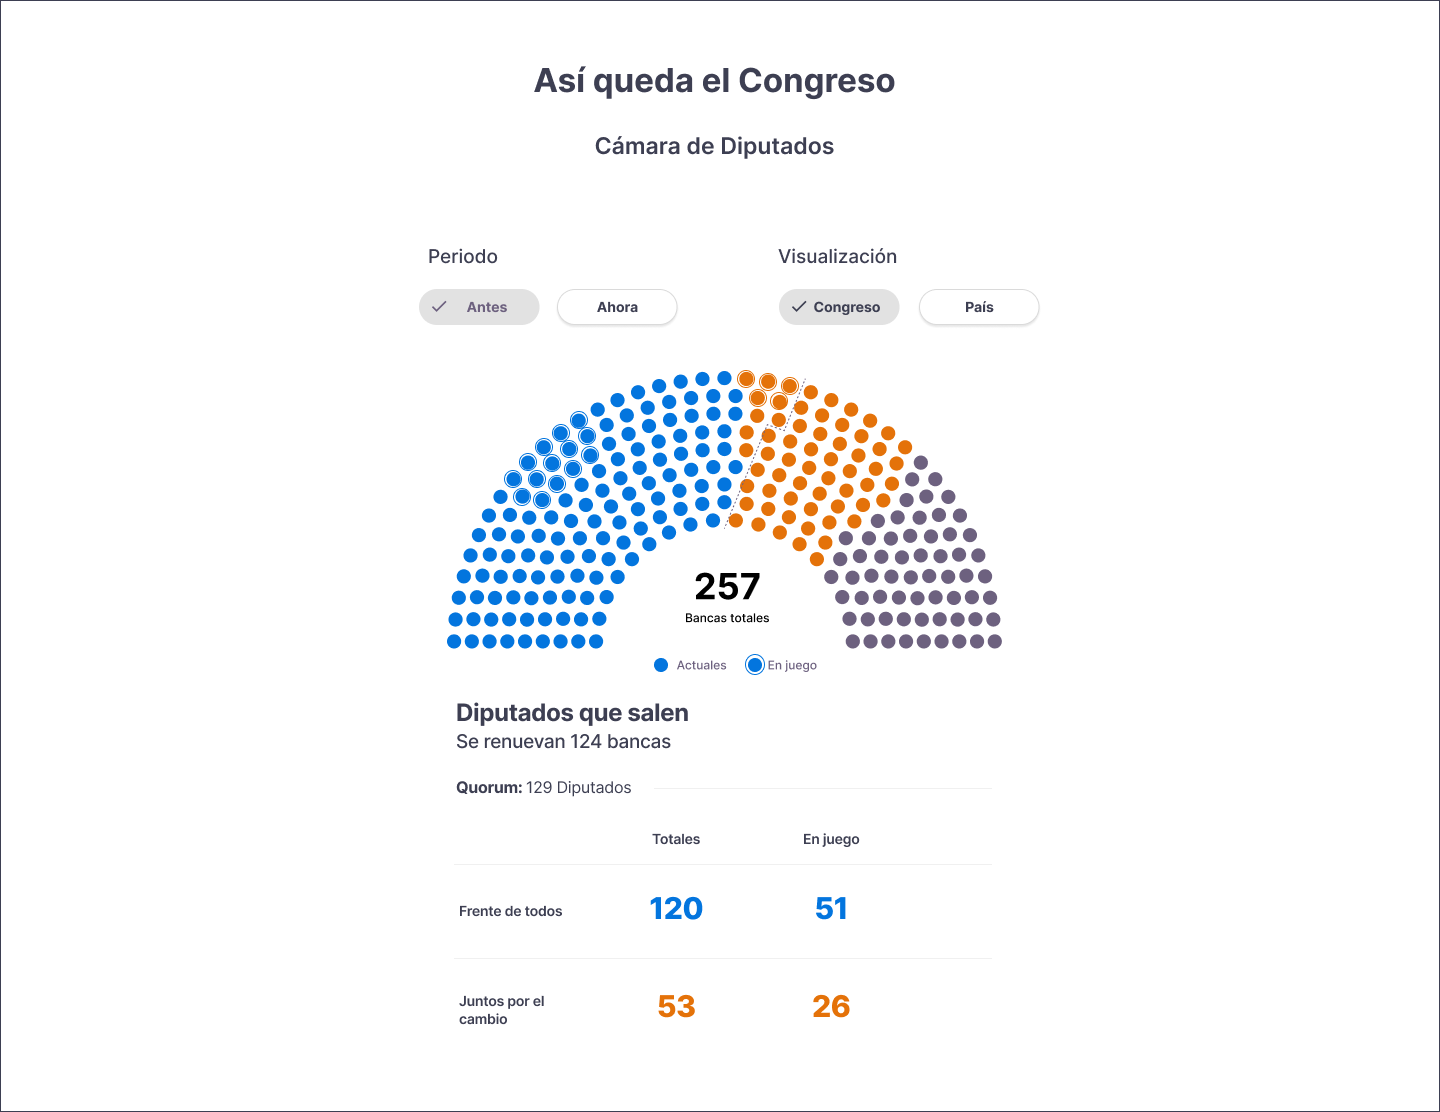 Así queda el Congreso
Cámara de Diputados
Periodo
Visualización
Antes
Ahora
Congreso
País
257
Bancas totales
Actuales
En juego
Diputados que salen
Se renuevan 124 bancas
Quorum: 129 Diputados
Totales
En juego
Frente de todos
120
51
Juntos por el
cambio
53
26